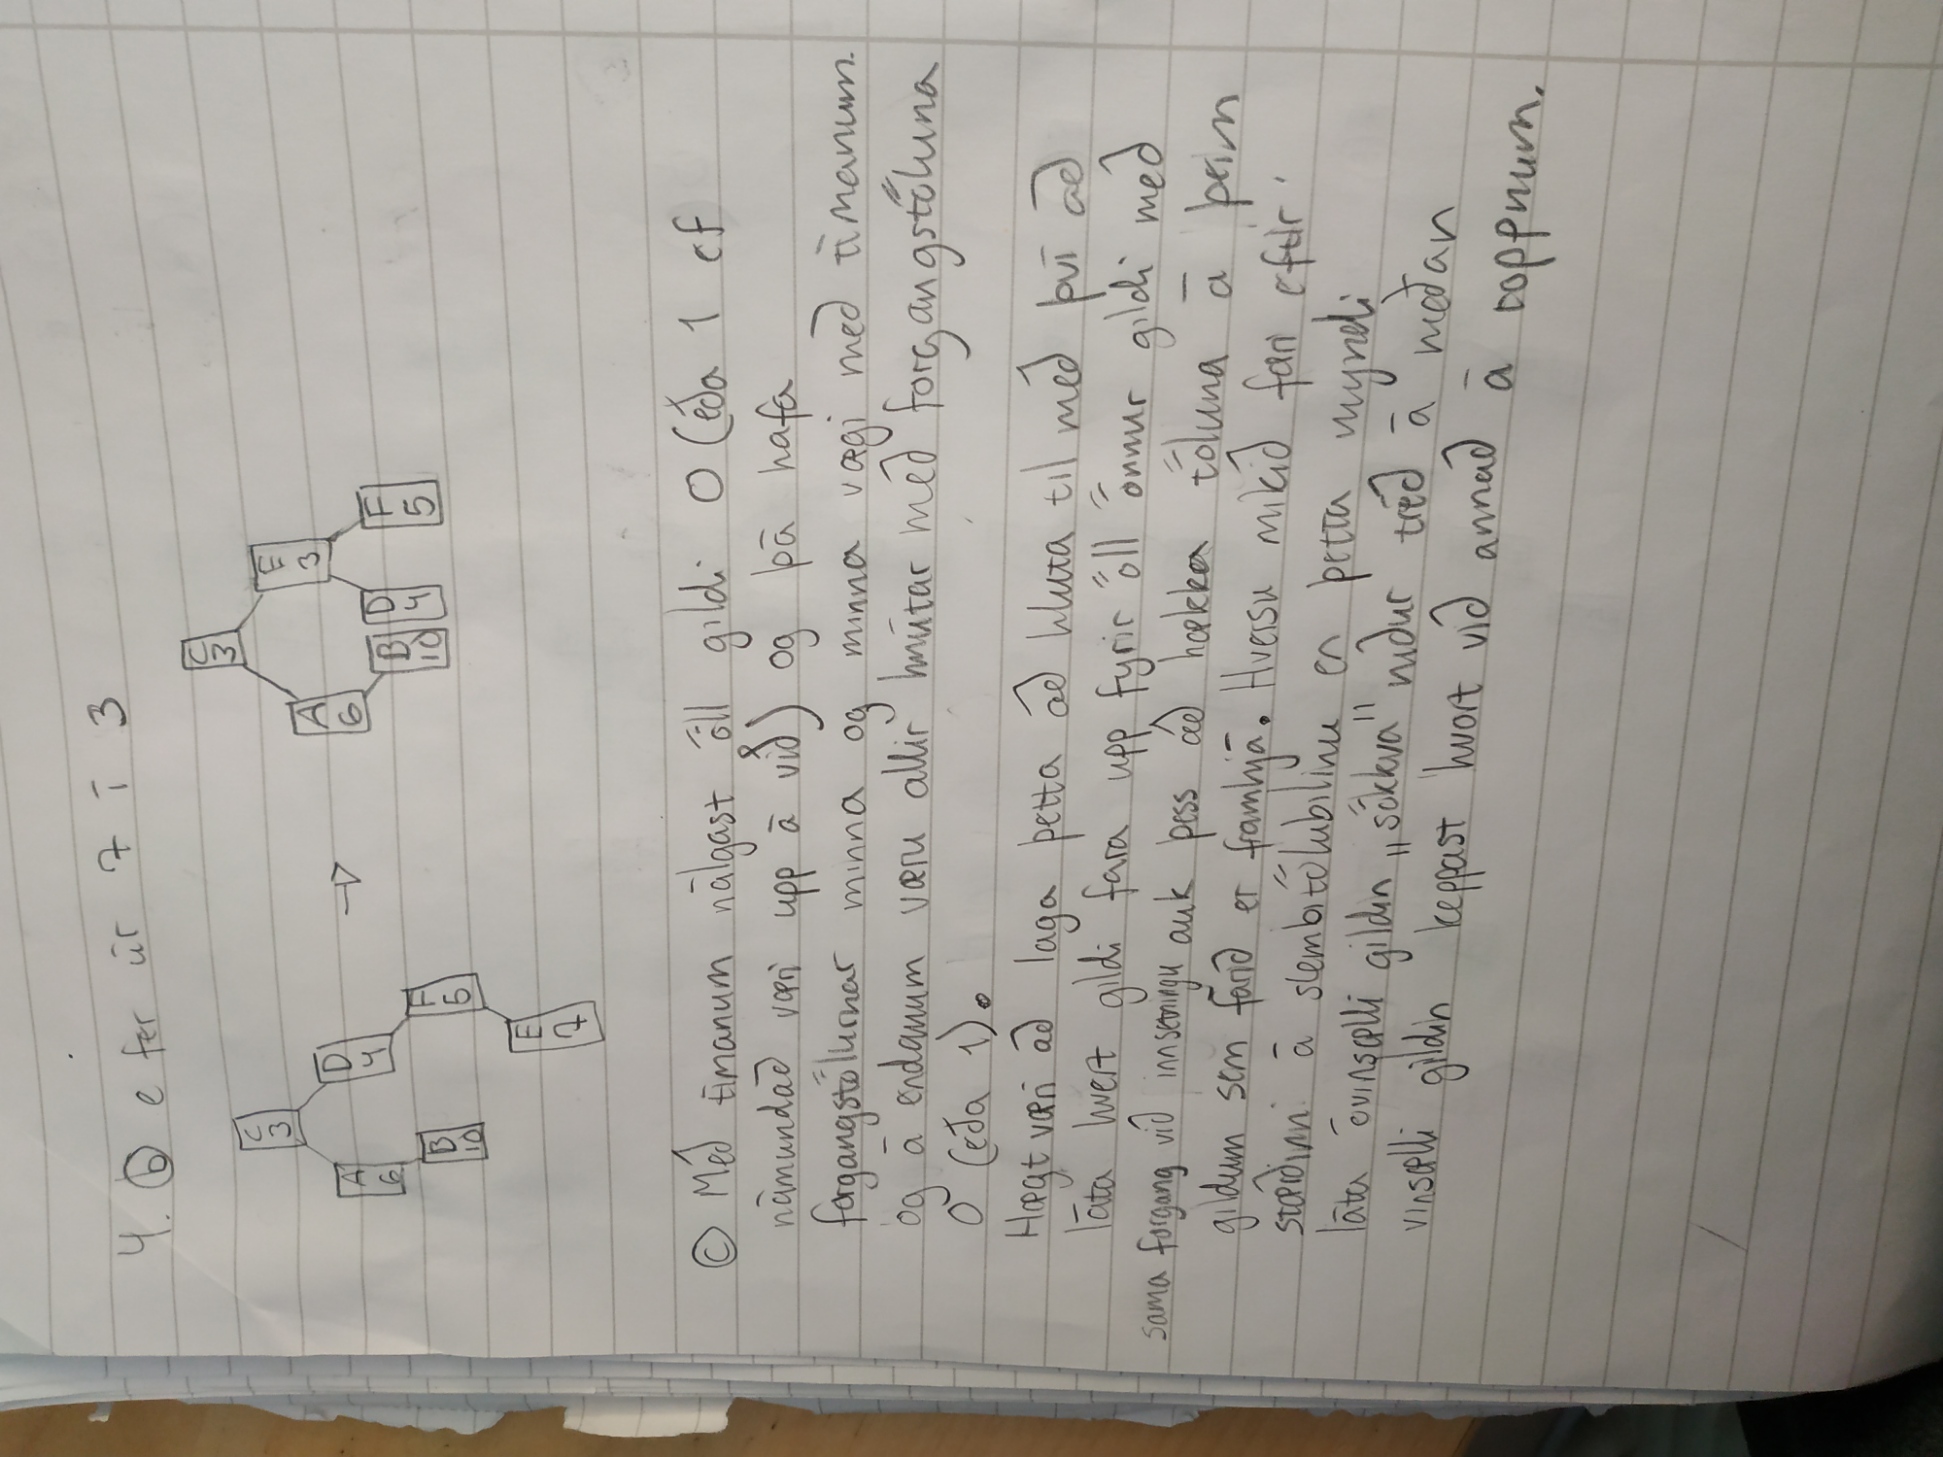 4. b e fer úr 7 í 3
C
3
A
6
B
10
D
4
F
5
E
7
→
C
3
A
6
B
10
E
3
D
4
F
5
c Með tímanum nálgast öll gildi 0 (eða 1 ef
námundað væri upp á við) og þá hafa
forgangstölurnar minna og minna vægi með tímanum
og á endanum væru allir hnútar með forgangstöluna
0 (eða 1).
Hægt væri að laga þetta að hluta til með því að
láta hvert gildi fara upp fyrir öll önnur gildi með
sama forgang við innsetningu auk þess að hækka töluna á þeim
gildum sem farið er framhjá. Hversu mikið færi eftir
stærðinni á slembitölubilinu en þetta myndi
láta óvinsælli gildin „sökkva" niður tréð á meðan
vinsælli gildin keppast hvort við annað á toppnum.